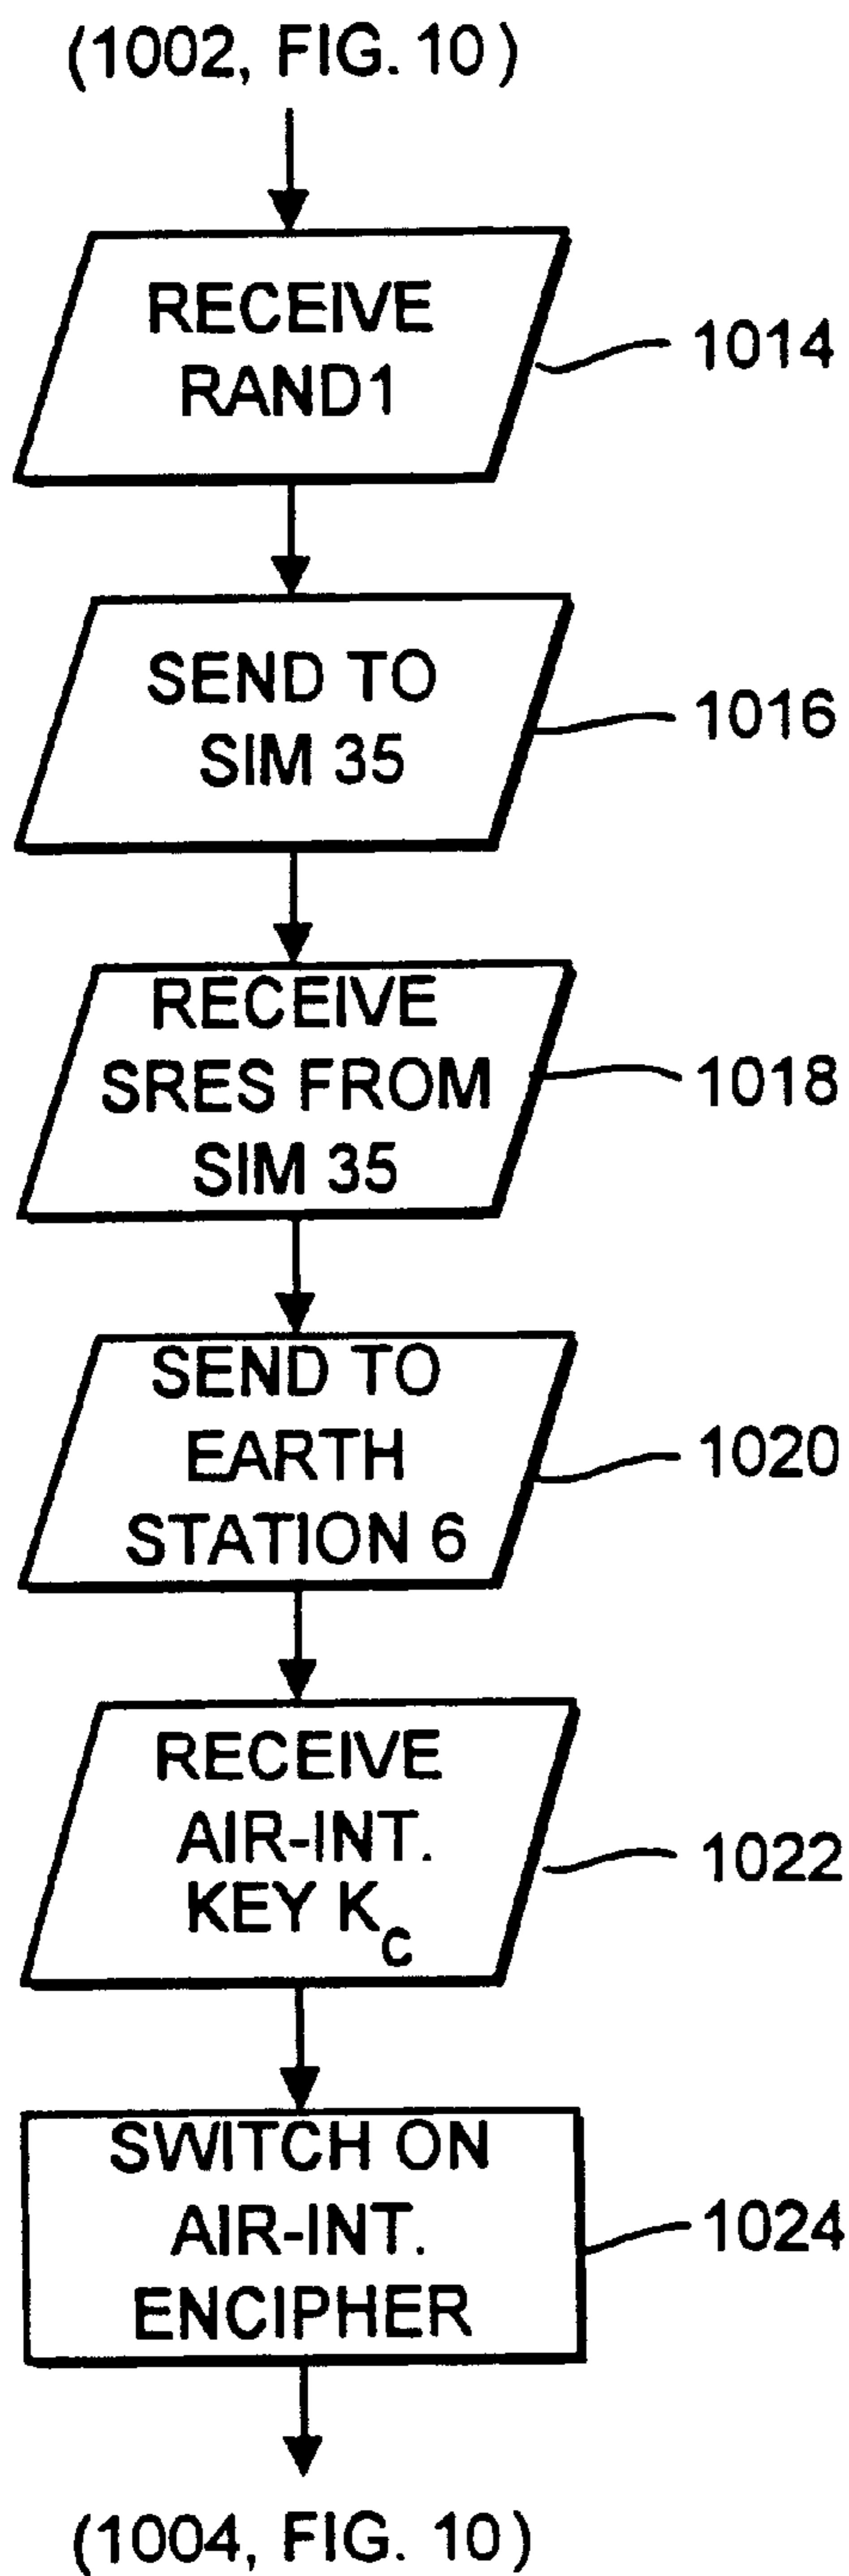 (1002, FIG. 10)
RECEIVE
RAND1
1014
SEND TO
SIM 35
1016
RECEIVE
SRES FROM
SIM 35
1018
SEND TO
EARTH
STATION 6
1020
RECEIVE
AIR-INT.
KEY KC
1022
SWITCH ON
AIR-INT.
ENCIPHER
1024
(1004, FIG. 10)